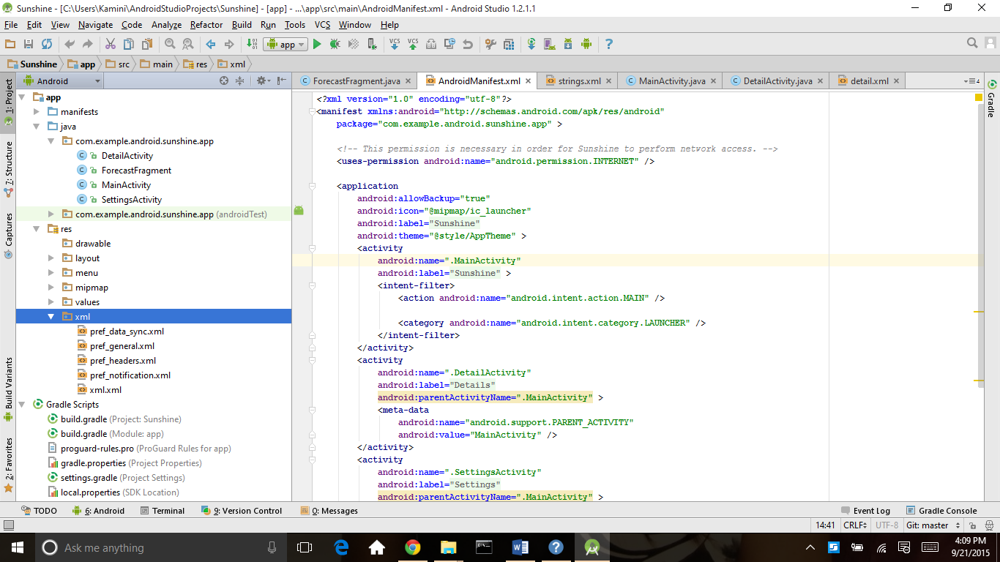 Sunshine - [C:\Users\Kamini\AndroidStudioProjects\Sunshine] - [app] - ...\app\src\main\AndroidManifest.xml - Android Studio 1.2.1.1
File Edit View Navigate Code Analyze Refactor Build Run Tools VCS Window Help
app
VCS VCS
Sunshine app src main res xml
Android
ForecastFragment.java AndroidManifest.xml strings.xml MainActivity.java DetailActivity.java detail.xml
4
1: Project
7: Structure
Captures
Build Variants
2: Favorites
app
manifests
java
com.example.android.sunshine.app
DetailActivity
ForecastFragment
MainActivity
SettingsActivity
com.example.android.sunshine.app (androidTest)
res
drawable
layout
menu
mipmap
values
xml
pref_data_sync.xml
pref_general.xml
pref_headers.xml
pref_notification.xml
xml.xml
Gradle Scripts
build.gradle (Project: Sunshine)
build.gradle (Module: app)
proguard-rules.pro (ProGuard Rules for app)
gradle.properties (Project Properties)
settings.gradle (Project Settings)
local.properties (SDK Location)
<?xml version="1.0" encoding="utf-8"?>
<manifest xmlns:android="http://schemas.android.com/apk/res/android"
package="com.example.android.sunshine.app" >
<!-- This permission is necessary in order for Sunshine to perform network access. -->
<uses-permission android:name="android.permission.INTERNET" />
<application
android:allowBackup="true"
android:icon="@mipmap/ic_launcher"
android:label="Sunshine"
android:theme="@style/AppTheme" >
<activity
android:name=".MainActivity"
android:label="Sunshine" >
<intent-filter>
<action android:name="android.intent.action.MAIN" />
<category android:name="android.intent.category.LAUNCHER" />
</intent-filter>
</activity>
<activity
android:name=".DetailActivity"
android:label="Details"
android:parentActivityName=".MainActivity" >
<meta-data
android:name="android.support.PARENT_ACTIVITY"
android:value="MainActivity" />
</activity>
<activity
android:name=".SettingsActivity"
android:label="Settings"
android:parentActivityName=".MainActivity" >
Gradle
TODO 6: Android Terminal 9: Version Control 0: Messages Event Log Gradle Console
14:41 CRLF UTF-8 Git: master
Ask me anything
4:09 PM
9/21/2015